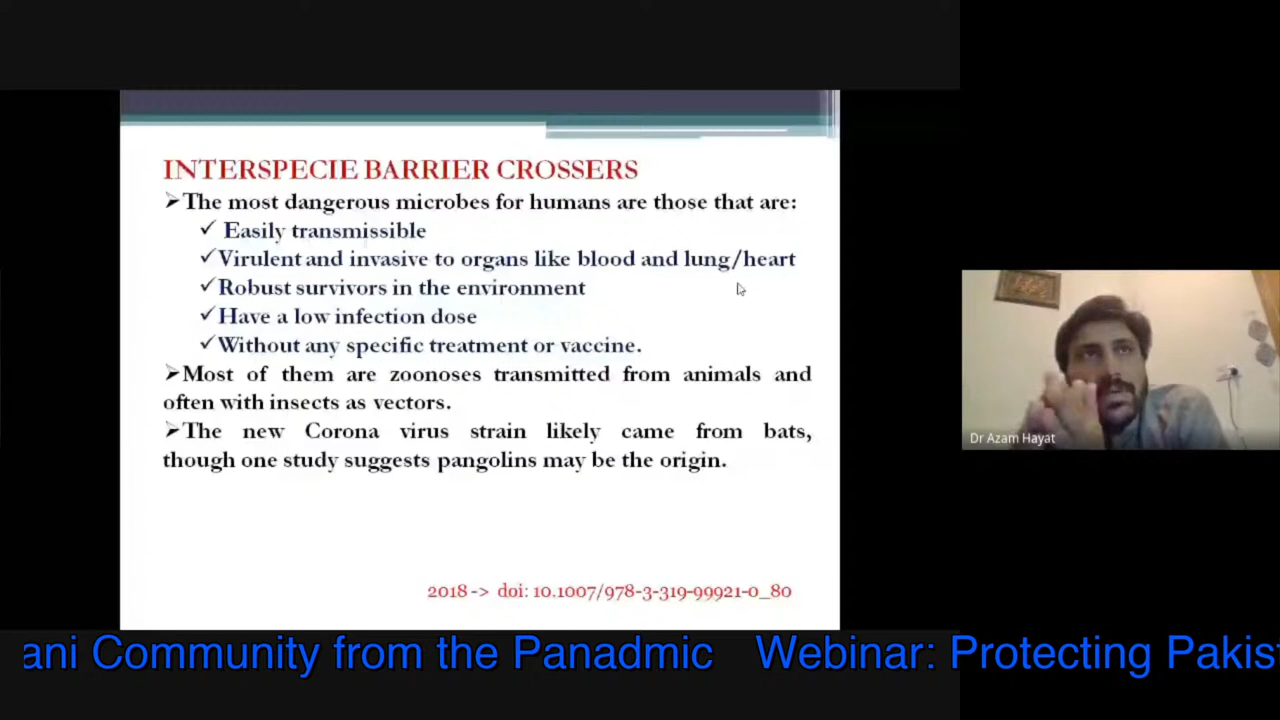 INTERSPECIE BARRIER CROSSERS
➢The most dangerous microbes for humans are those that are:
✓ Easily transmissible
✓Virulent and invasive to organs like blood and lung/heart
✓Robust survivors in the environment
✓Have a low infection dose
✓Without any specific treatment or vaccine.
➢Most of them are zoonoses transmitted from animals and
often with insects as vectors.
➢The new Corona virus strain likely came from bats,
though one study suggests pangolins may be the origin.
2018 -> doi: 10.1007/978-3-319-99921-0_80
Dr Azam Hayat
ani Community from the Panadmic Webinar: Protecting Pakist